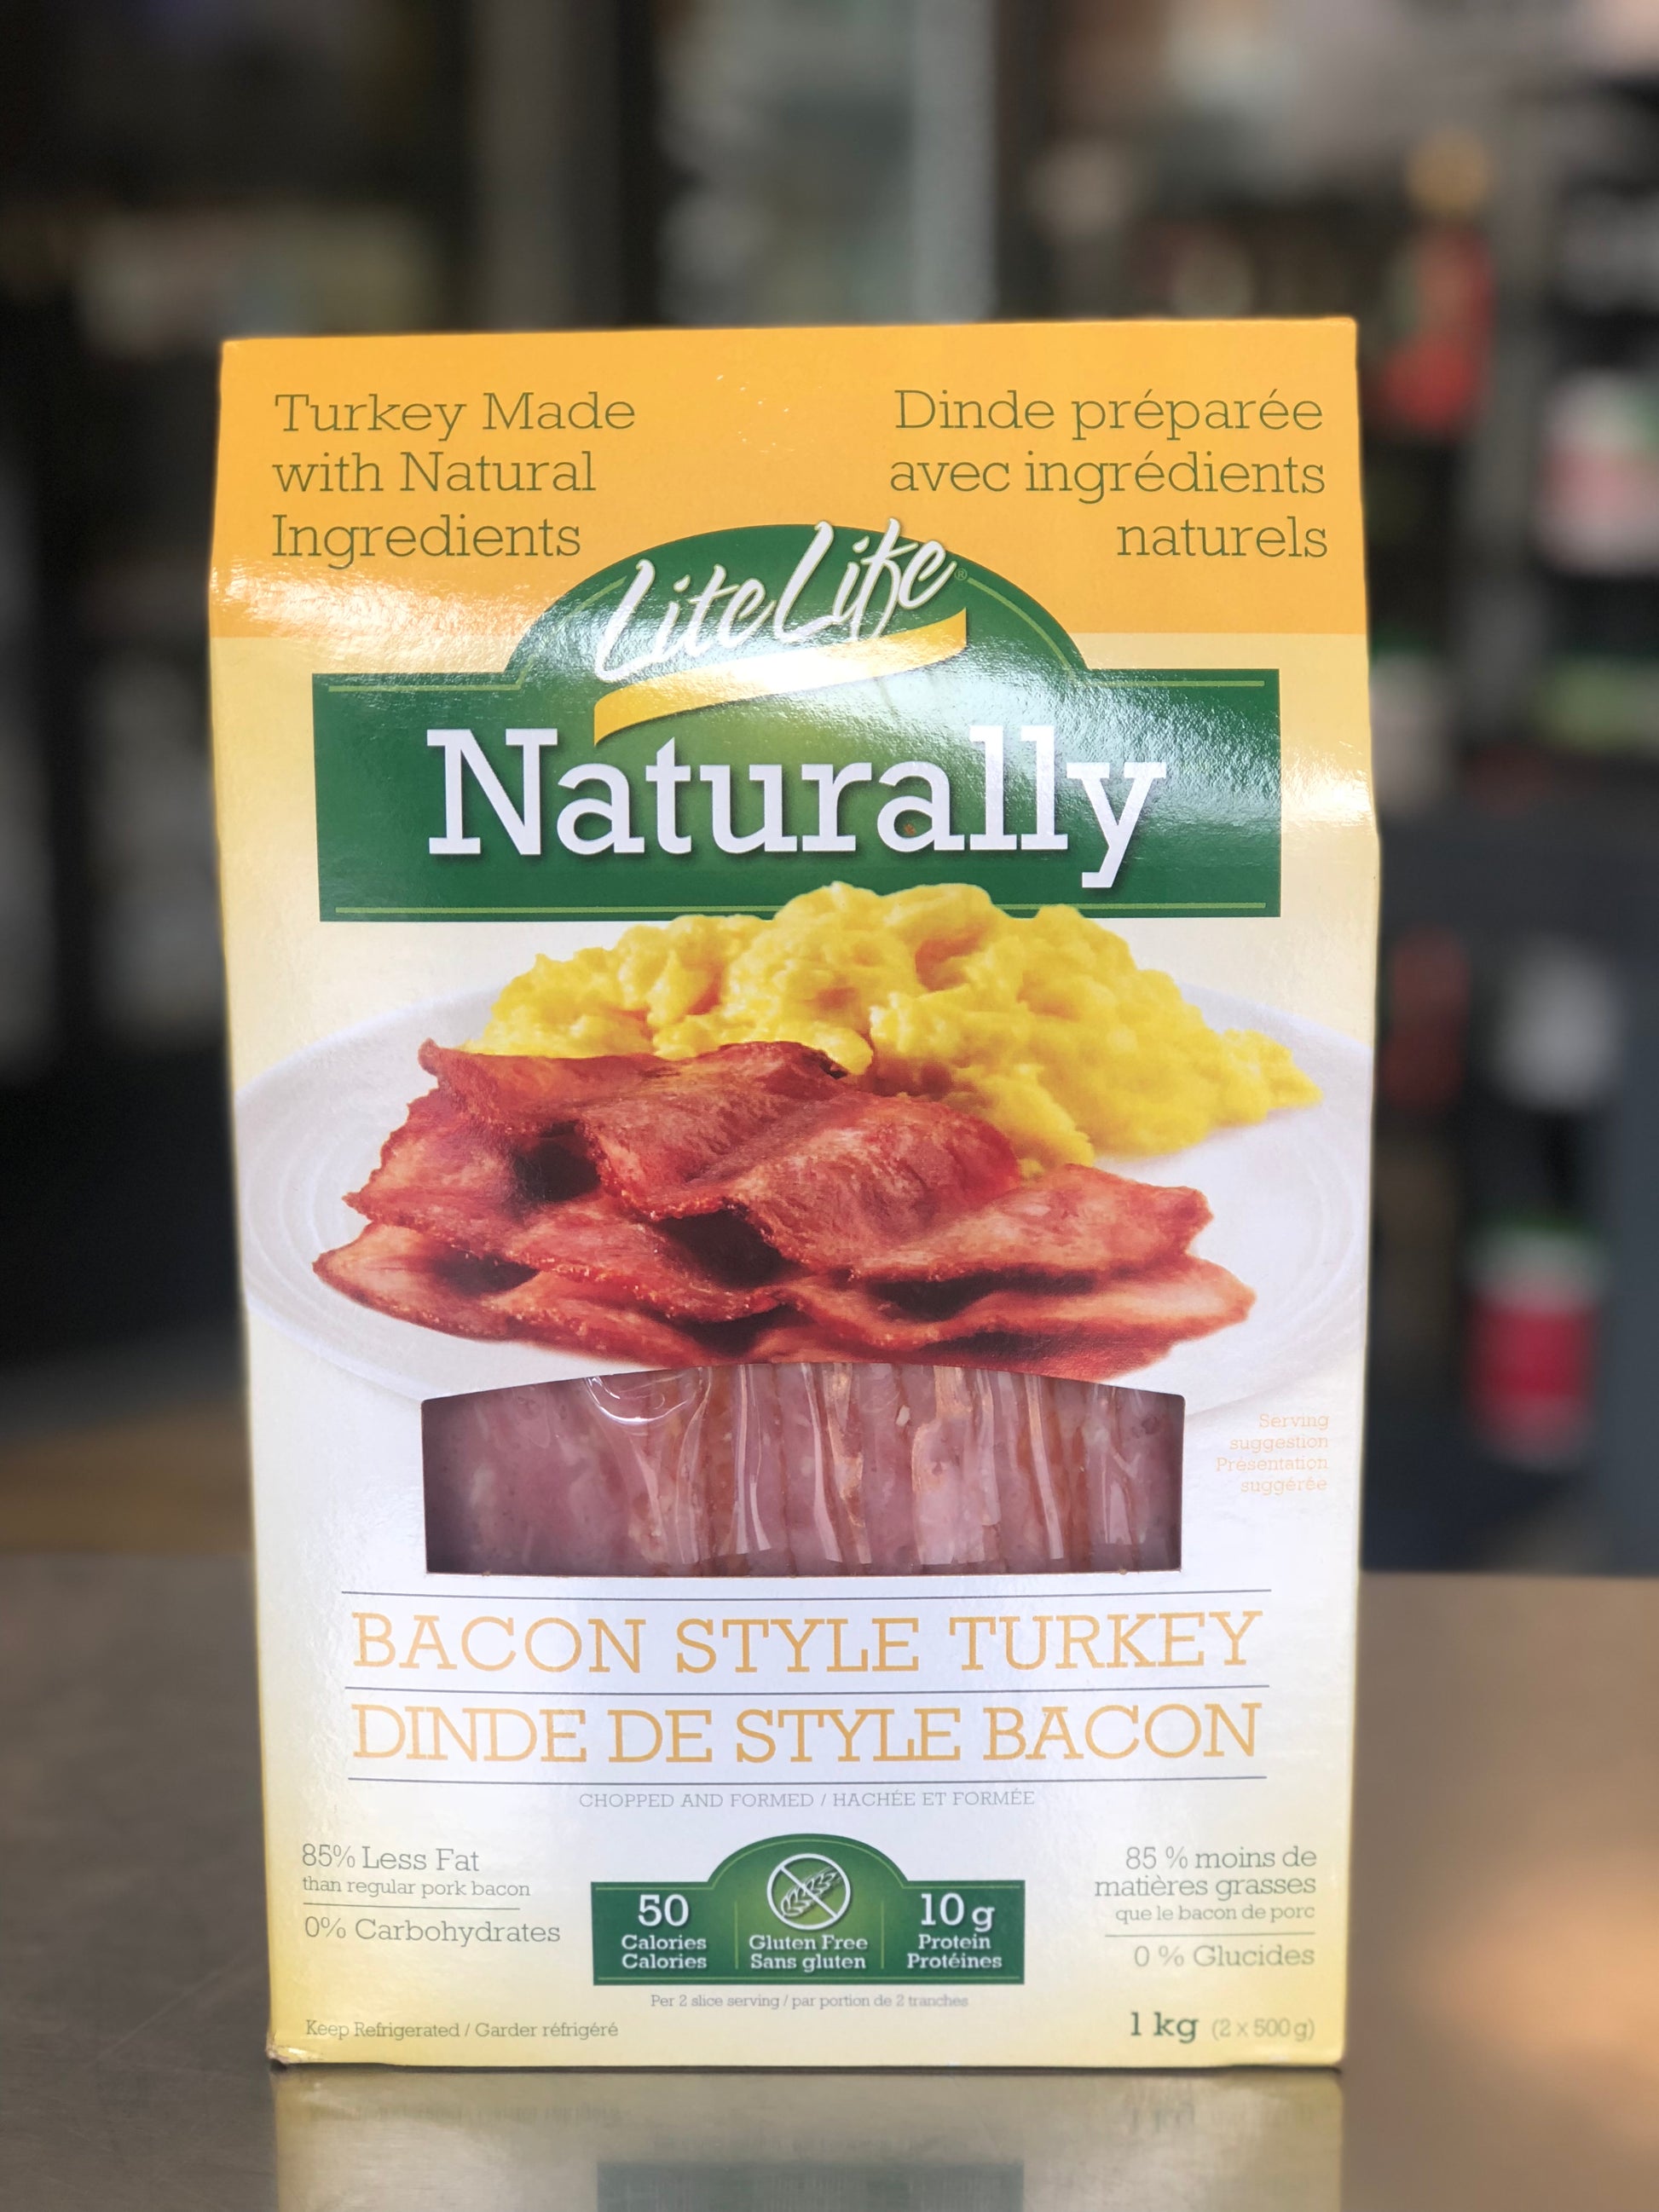 Turkey Made
with Natural
Ingredients
Dinde préparée
avec ingrédients
naturels
LiteLife®
Naturally
Serving
suggestion
Présentation
suggérée
BACON STYLE TURKEY
DINDE DE STYLE BACON
CHOPPED AND FORMED / HACHÉE ET FORMÉE
85% Less Fat
than regular pork bacon
0% Carbohydrates
50
Calories
Calories
Gluten Free
Sans gluten
10 g
Protein
Protéines
Per 2 slice serving / par portion de 2 tranches
85 % moins de
matières grasses
que le bacon de porc
0 % Glucides
Keep Refrigerated / Garder réfrigéré
1 kg (2 x 500 g)